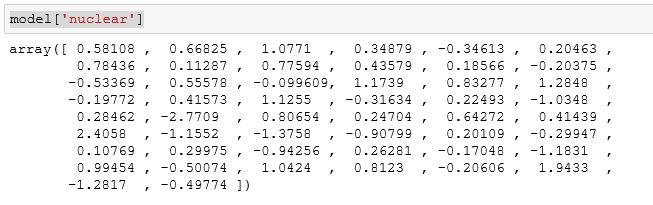 model['nuclear']
array([ 0.58108 , 0.66825 , 1.0771 , 0.34879 , -0.34613 , 0.20463 ,
0.78436 , 0.11287 , 0.77594 , 0.43579 , 0.18566 , -0.20375 ,
-0.53369 , 0.55578 , -0.099609, 1.1739 , 0.83277 , 1.2848 ,
-0.19772 , 0.41573 , 1.1255 , -0.31634 , 0.22493 , -1.0348 ,
0.28462 , -2.7709 , 0.80654 , 0.24704 , 0.64272 , 0.41439 ,
2.4058 , -1.1552 , -1.3758 , -0.90799 , 0.20109 , -0.29947 ,
0.10769 , 0.29975 , -0.94256 , 0.26281 , -0.17048 , -1.1831 ,
0.99454 , -0.50074 , 1.0424 , 0.8123 , -0.20606 , 1.9433 ,
-1.2817 , -0.49774 ])